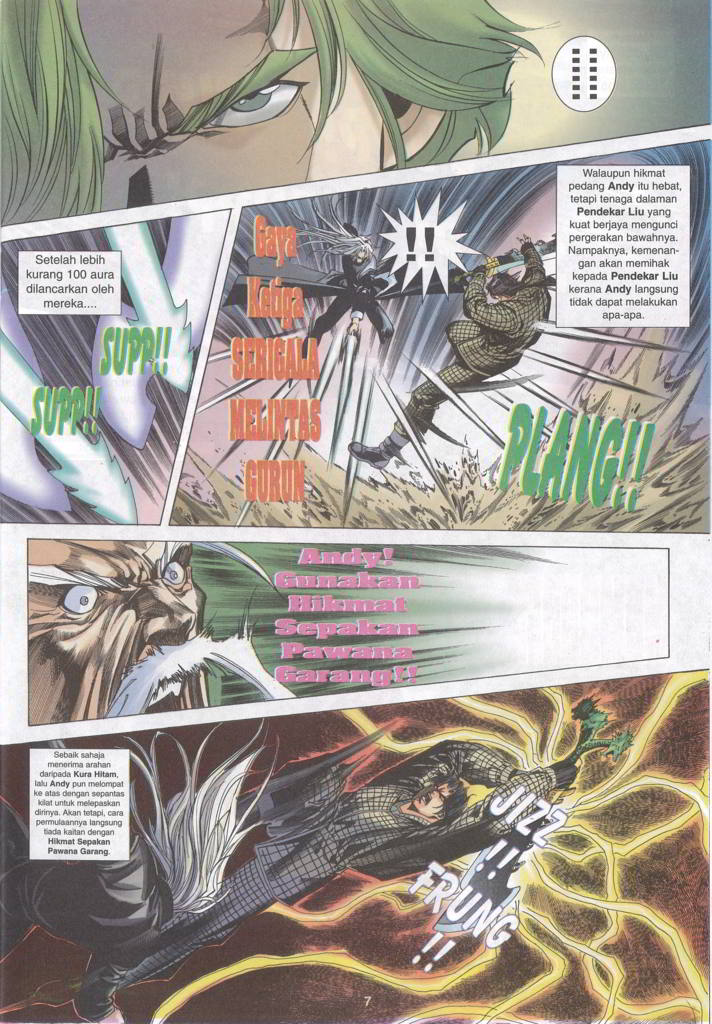 !!
Walaupun hikmat
pedang Andy itu hebat,
tetapi tenaga dalaman
Pendekar Liu yang
kuat berjaya mengunci
pergerakan bawahnya.
Nampaknya, kemenan-
gan akan memihak
kepada Pendekar Liu
kerana Andy langsung
tidak dapat melakukan
apa-apa.
Setelah lebih
kurang 100 aura
dilancarkan oleh
mereka....
SUPP!!
SUPP!!
Gaya
Ketiga
SERIGALA
MELINTAS
GURUN
!!
PLANG!!
Andy!
Gunakan
Hikmat
Sepakan
Pawana
Garang!!
Sebaik sahaja
menerima arahan
daripada Kura Hitam,
lalu Andy pun melompat
ke atas dengan sepantas
kilat untuk melepaskan
dirinya. Akan tetapi, cara
permulaannya langsung
tiada kaitan dengan
Hikmat Sepakan
Pawana Garang.
JIZZ
!!
FRUNG
!!
7